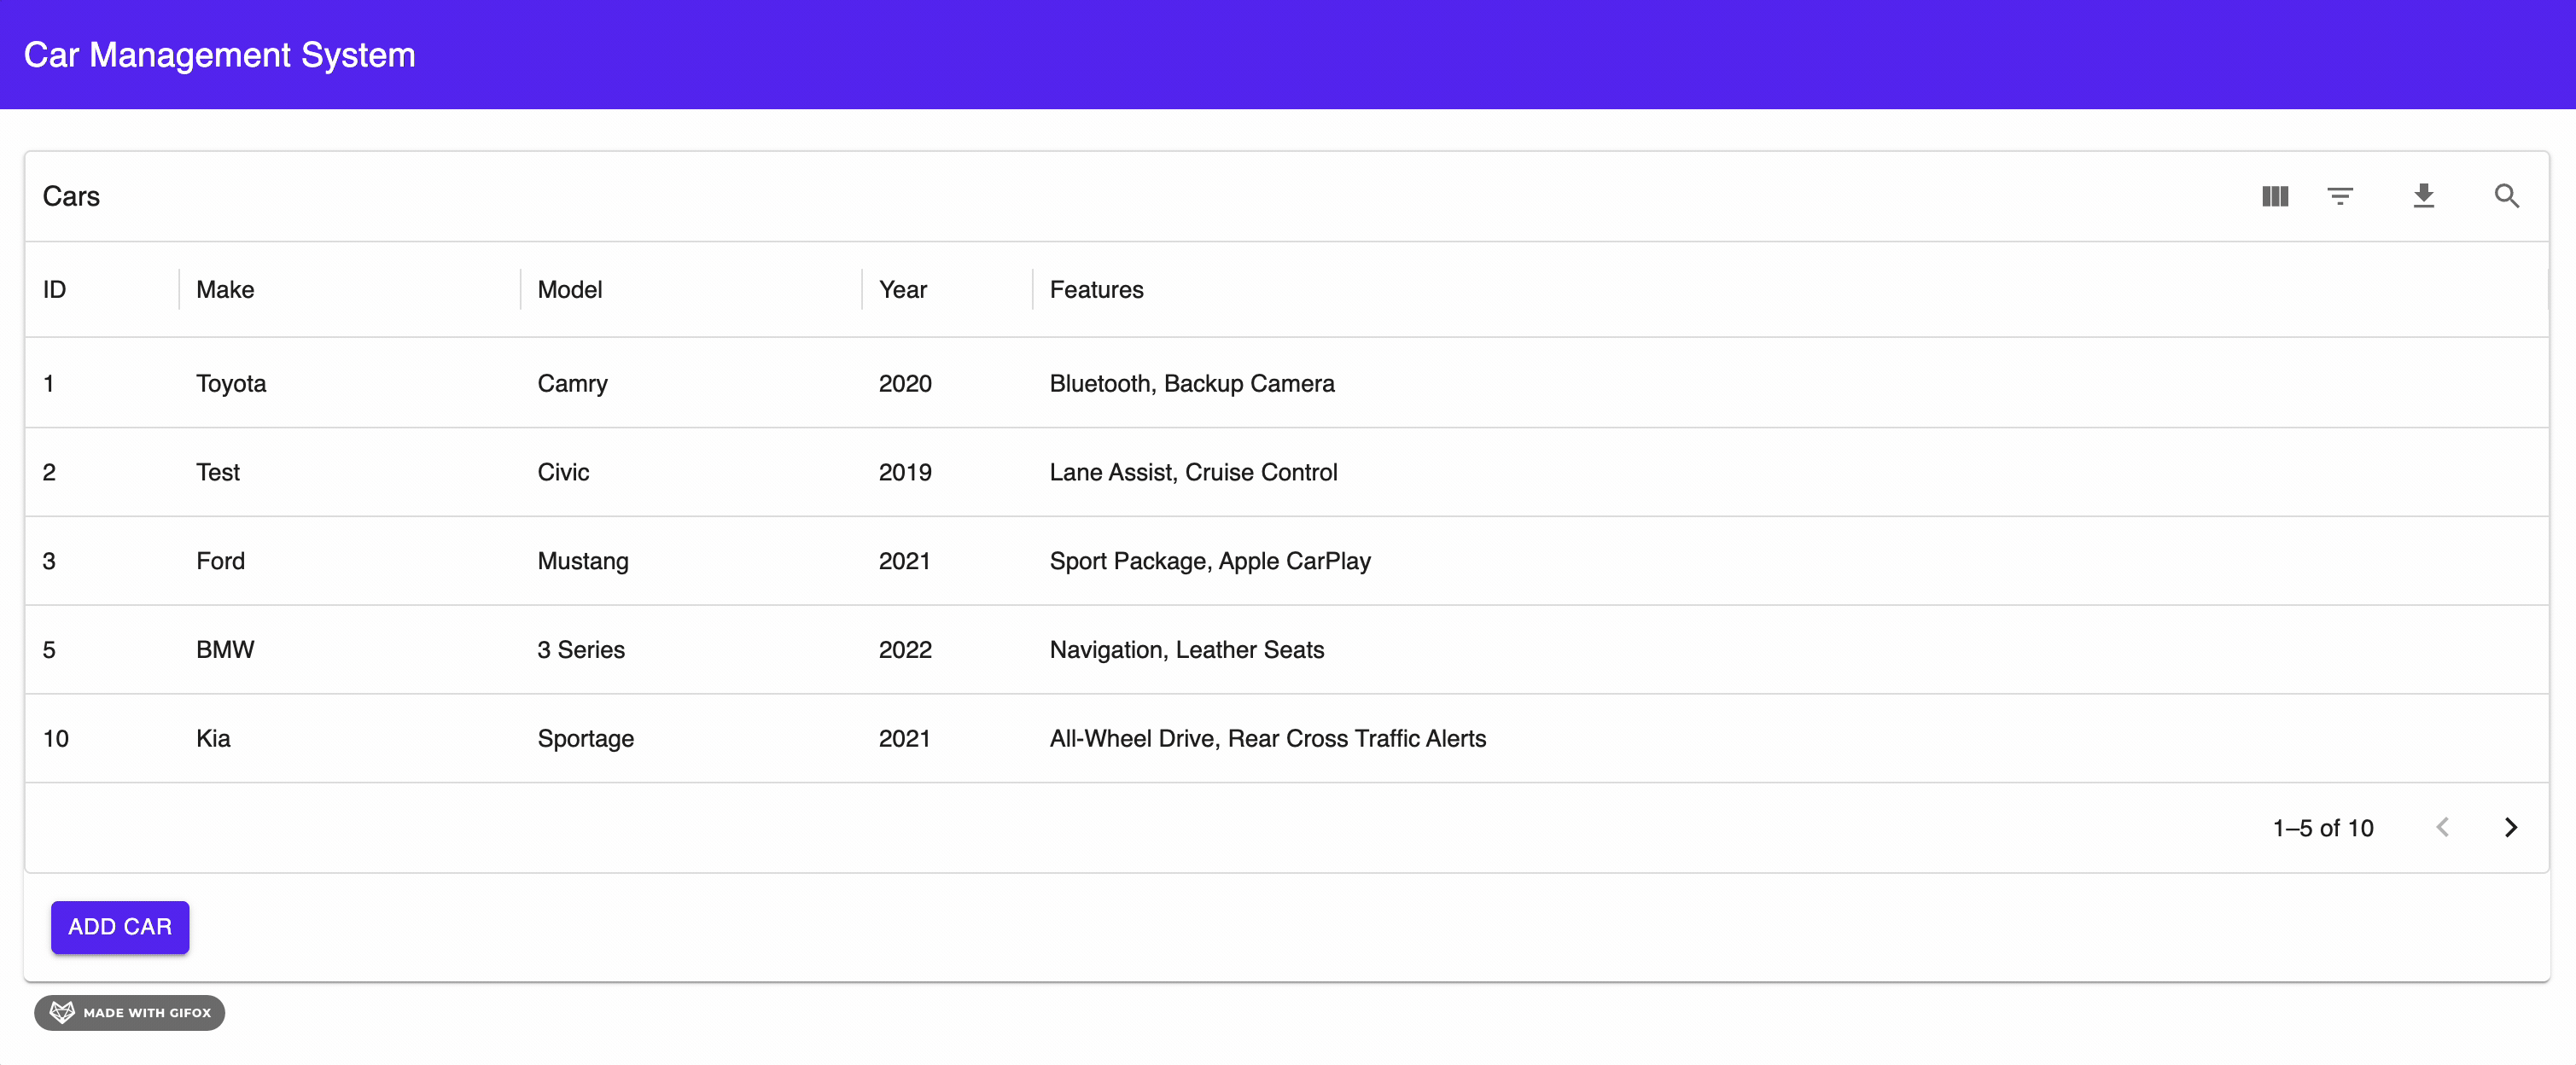 Car Management System
Cars
ID Make Model Year Features
1 Toyota Camry 2020 Bluetooth, Backup Camera
2 Test Civic 2019 Lane Assist, Cruise Control
3 Ford Mustang 2021 Sport Package, Apple CarPlay
5 BMW 3 Series 2022 Navigation, Leather Seats
10 Kia Sportage 2021 All-Wheel Drive, Rear Cross Traffic Alerts
1–5 of 10
ADD CAR
MADE WITH GIFOX